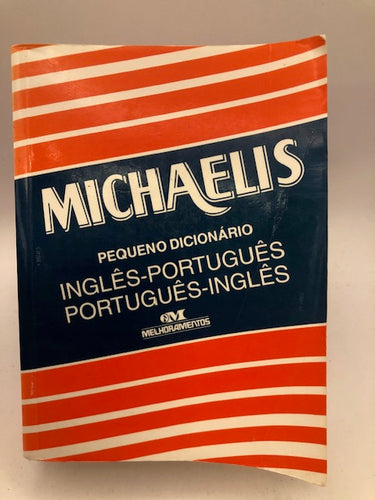 MICHAELIS
PEQUENO DICIONÁRIO
INGLÊS-PORTUGUÊS
PORTUGUÊS-INGLÊS
M
MELHORAMENTOS